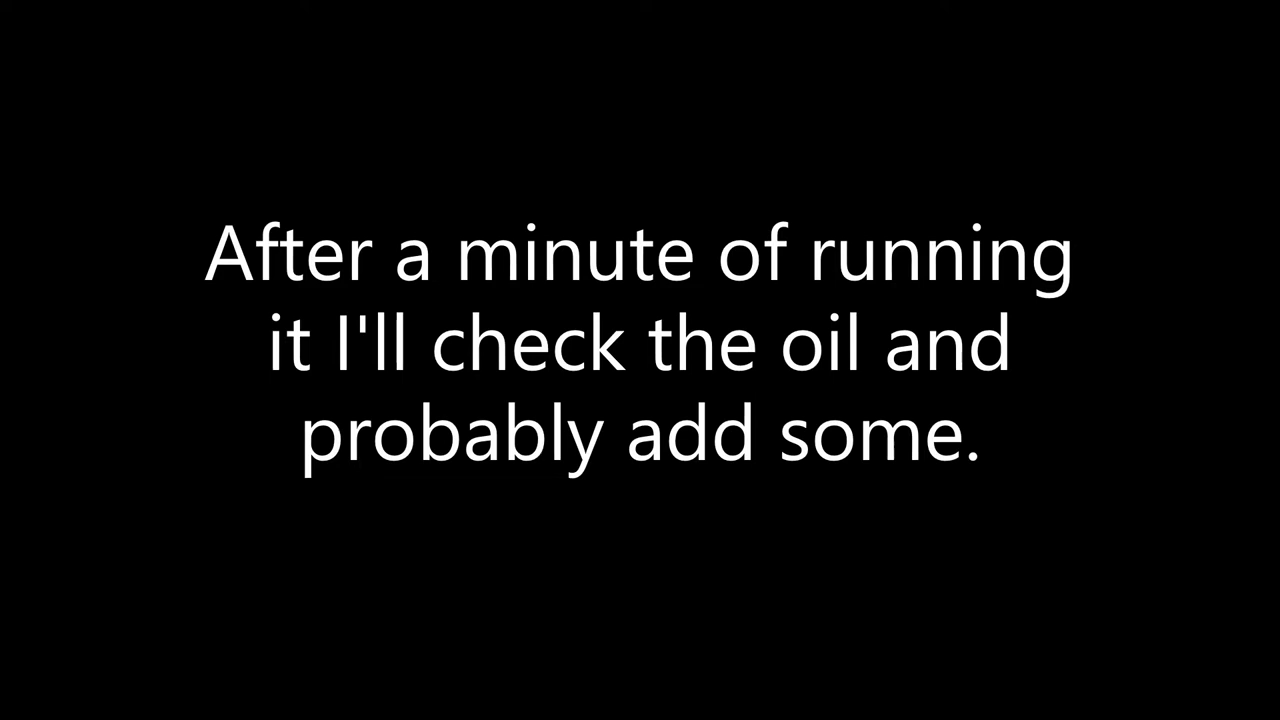 After a minute of running
it I'll check the oil and
probably add some.